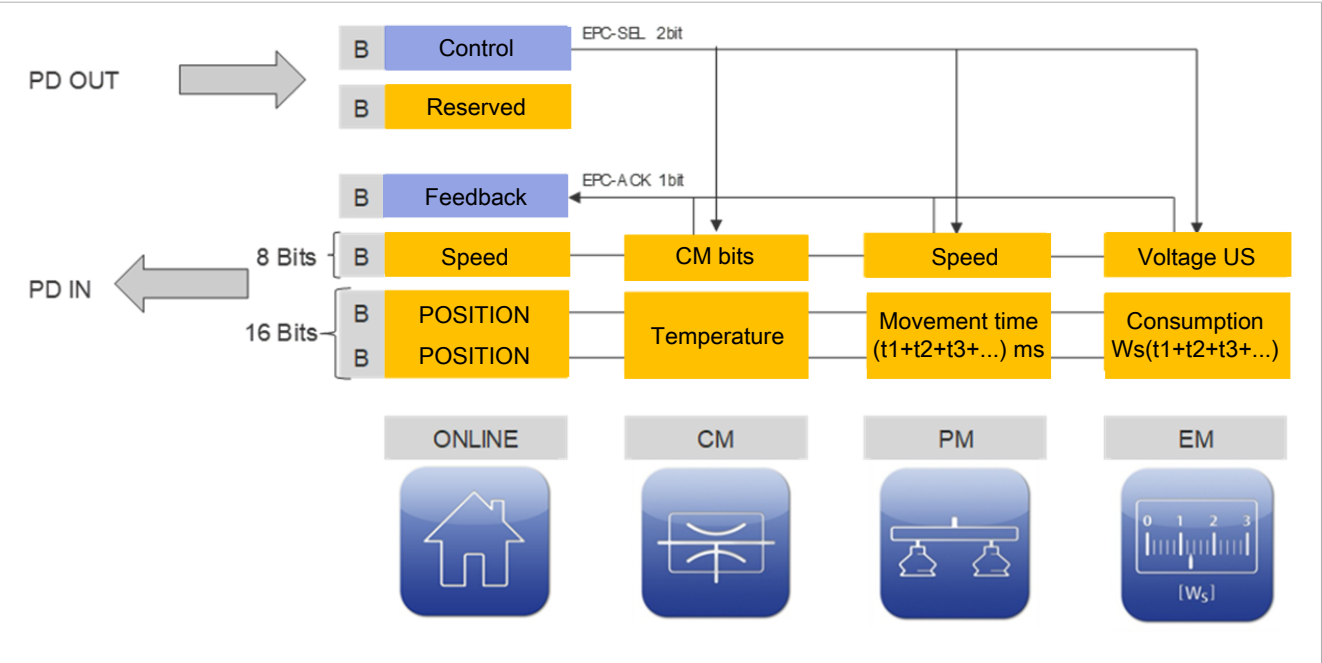 B Control EPC-SEL 2bit
PD OUT
B Reserved
B Feedback EPC-ACK 1bit
8 Bits B Speed CM bits Speed Voltage US
PD IN
16 Bits
B POSITION
B POSITION
Temperature
Movement time
(t1+t2+t3+...) ms
Consumption
Ws(t1+t2+t3+...)
ONLINE CM PM EM
0 1 2 3
[Ws]